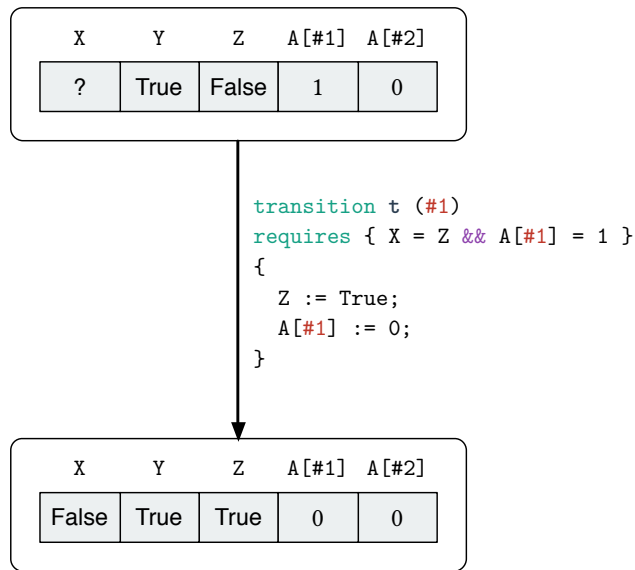 X Y Z A[#1] A[#2]
? True False 1 0
transition t (#1)
requires { X = Z && A[#1] = 1 }
{
Z := True;
A[#1] := 0;
}
X Y Z A[#1] A[#2]
False True True 0 0